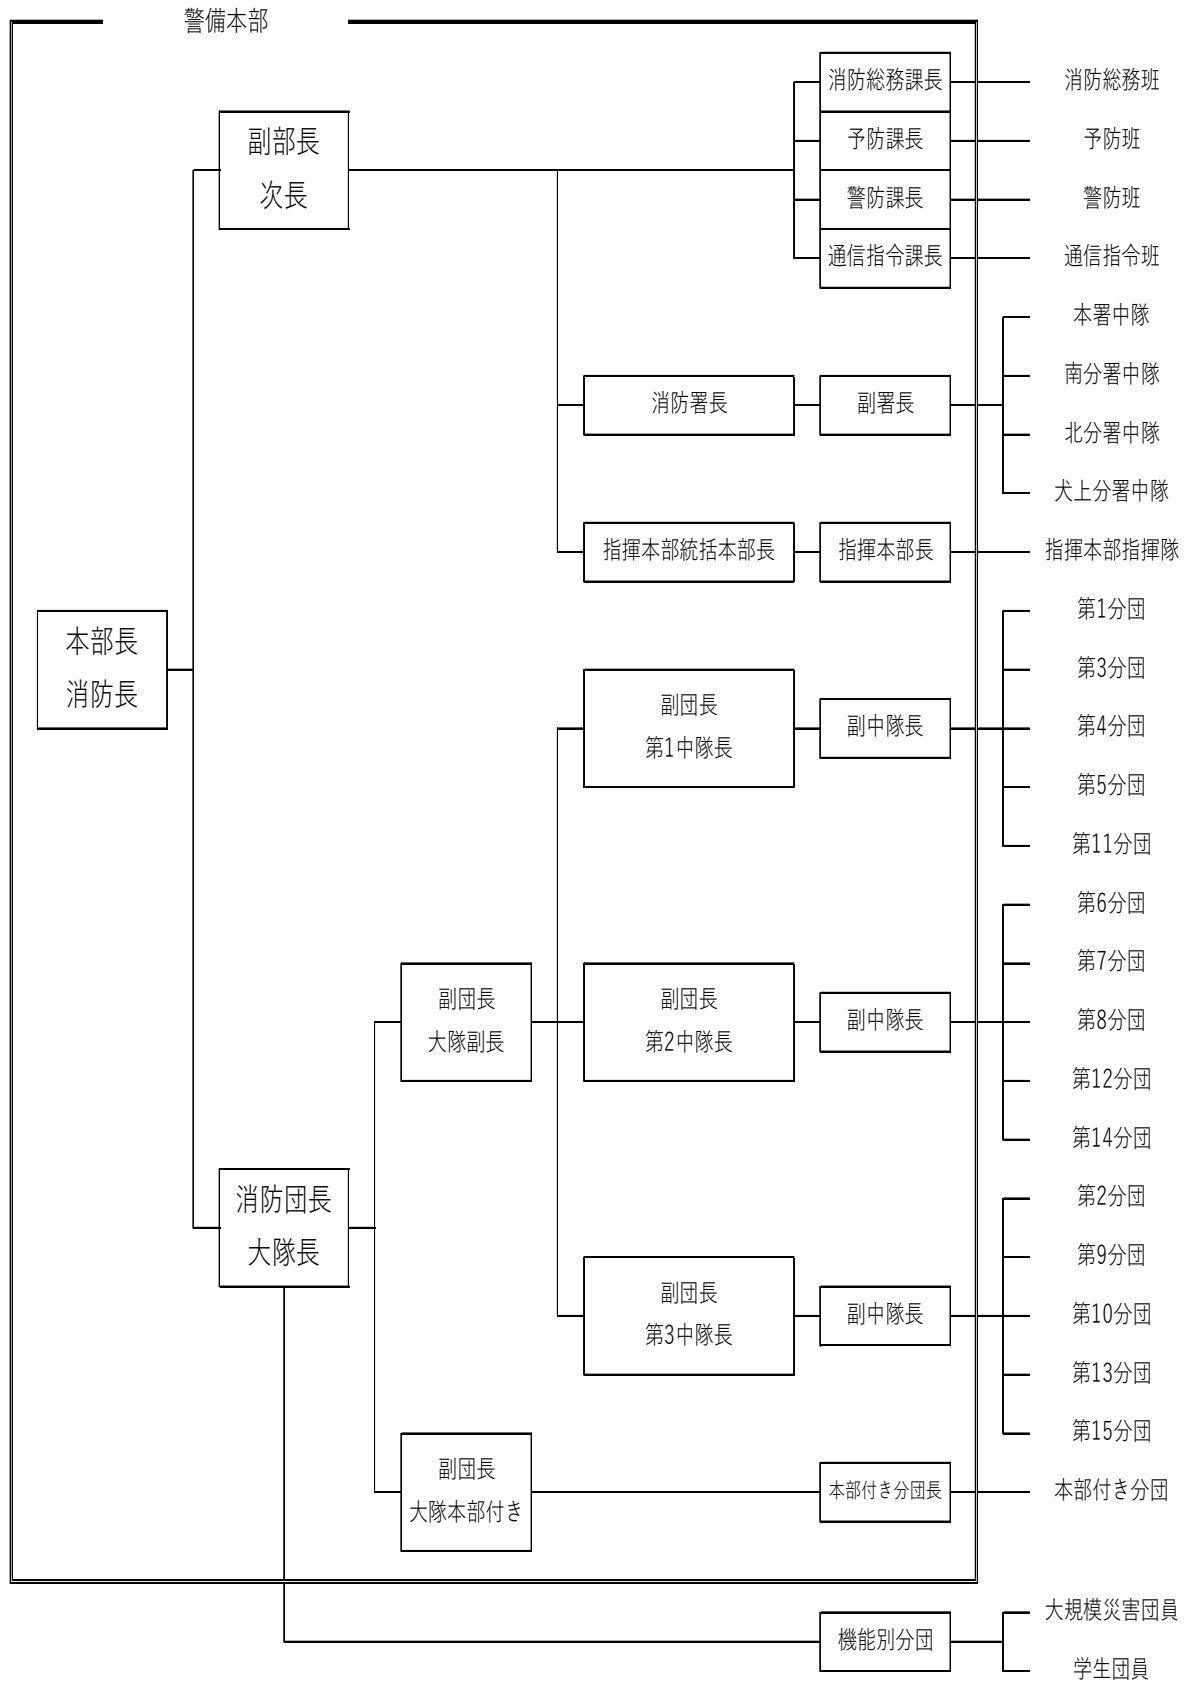 警備本部
消防総務課長
消防総務班
副部長
次長
予防課長
予防班
警防課長
警防班
通信指令課長
通信指令班
本署中隊
南分署中隊
消防署長
副署長
北分署中隊
犬上分署中隊
指揮本部統括本部長
指揮本部長
指揮本部指揮隊
本部長
消防長
第1分団
第3分団
副団長
第1中隊長
副中隊長
第4分団
第5分団
第11分団
第6分団
第7分団
副団長
大隊副長
副団長
第2中隊長
副中隊長
第8分団
第12分団
第14分団
消防団長
大隊長
第2分団
第9分団
副団長
第3中隊長
副中隊長
第10分団
第13分団
第15分団
副団長
大隊本部付き
本部付き分団長
本部付き分団
大規模災害団員
機能別分団
学生団員